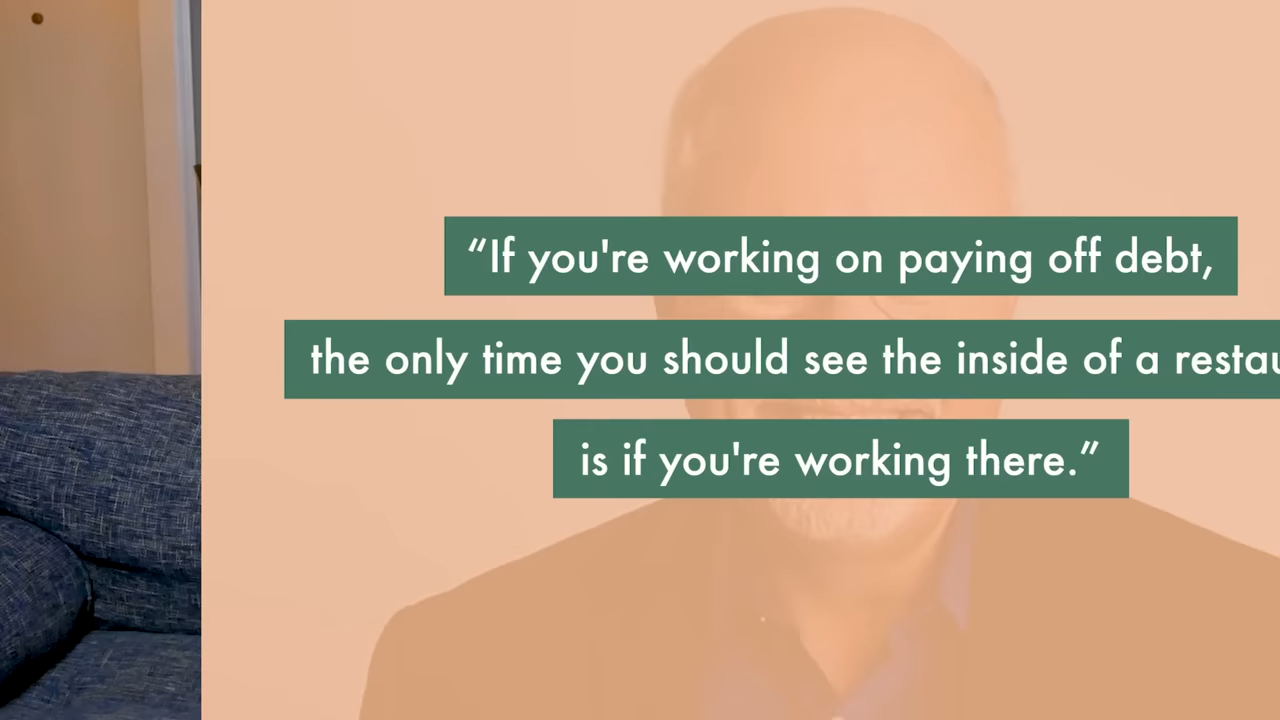 “If you're working on paying off debt,
the only time you should see the inside of a restau
is if you're working there.”